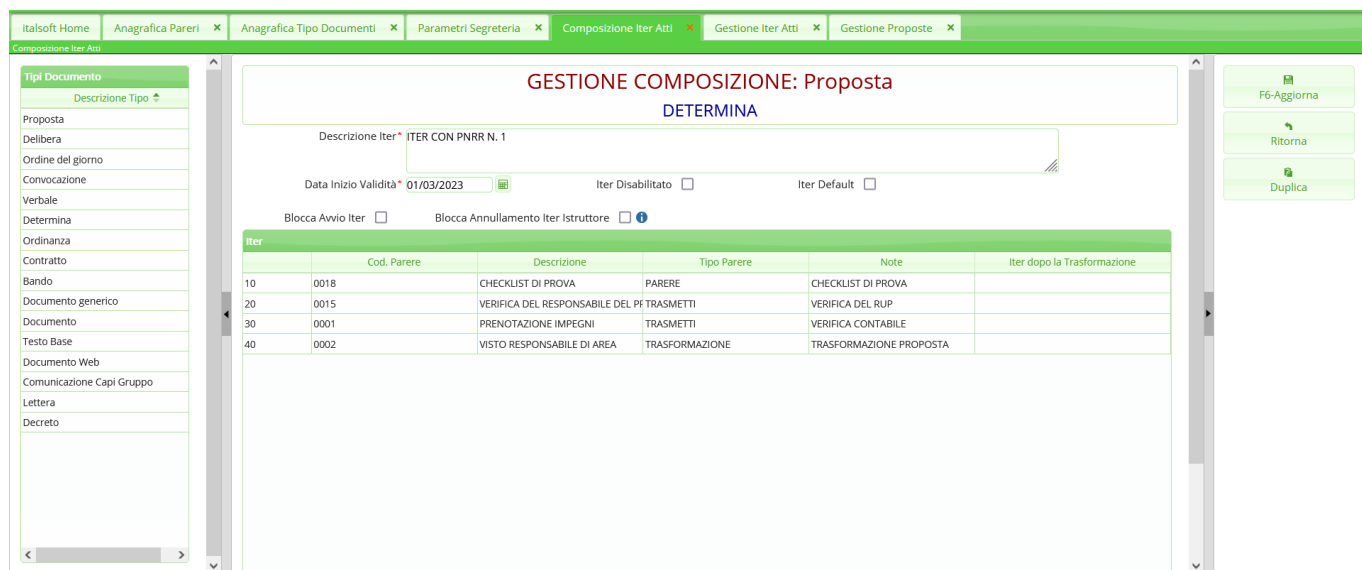 italsoft Home
Anagrafica Pareri
Anagrafica Tipo Documenti
Parametri Segreteria
Composizione Iter Atti
Gestione Iter Atti
Gestione Proposte
Composizione Iter Atti
Tipi Documento
Descrizione Tipo
Proposta
Delibera
Ordine del giorno
Convocazione
Verbale
Determina
Ordinanza
Contratto
Bando
Documento generico
Documento
Testo Base
Documento Web
Comunicazione Capi Gruppo
Lettera
Decreto
GESTIONE COMPOSIZIONE: Proposta
DETERMINA
Descrizione Iter* ITER CON PNRR N. 1
Data Inizio Validità* 01/03/2023 Iter Disabilitato Iter Default
Blocca Avvio Iter Blocca Annullamento Iter Istruttore
Iter
Cod. Parere Descrizione Tipo Parere Note Iter dopo la Trasformazione
10 0018 CHECKLIST DI PROVA PARERE CHECKLIST DI PROVA
20 0015 VERIFICA DEL RESPONSABILE DEL TRASMETTI VERIFICA DEL RUP
30 0001 PRENOTAZIONE IMPEGNI TRASMETTI VERIFICA CONTABILE
40 0002 VISTO RESPONSABILE DI AREA TRASFORMAZIONE TRASFORMAZIONE PROPOSTA
F6-Aggiorna
Ritorna
Duplica